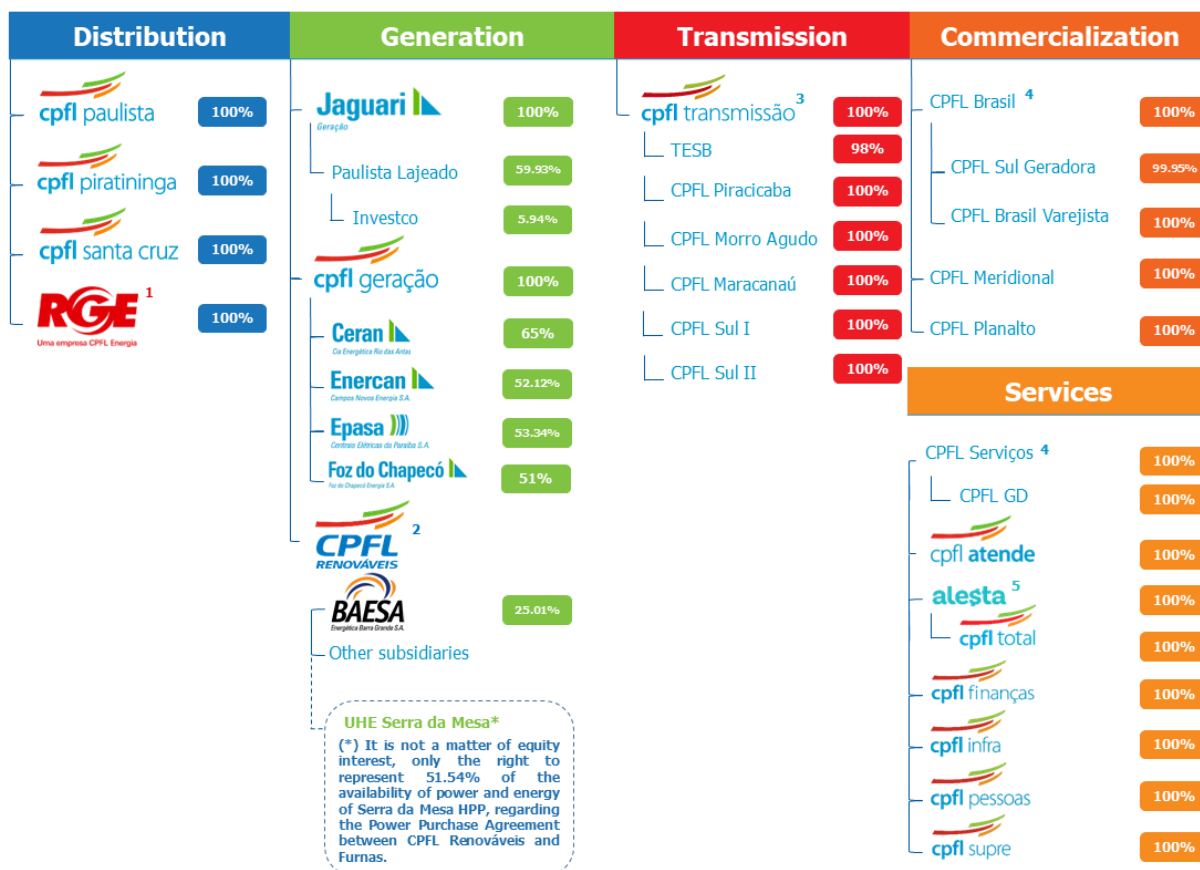 Distribution
cpfl paulista 100%
cpfl piratininga 100%
cpfl santa cruz 100%
RGE 1 100%
Uma empresa CPFL Energia
Generation
Jaguari 100%
Geração
Paulista Lajeado 59.93%
Investco 5.94%
cpfl geração 100%
Ceran 65%
Cia Energética Rio das Antas
Enercan 52.12%
Campos Novos Energia S.A.
Epasa 53.34%
Centrais Elétricas da Paraíba S.A.
Foz do Chapecó 51%
Foz do Chapecó Energia S.A.
CPFL 2
RENOVÁVEIS
BAESA 25.01%
Energética Barra Grande S.A.
Other subsidiaries
UHE Serra da Mesa*
(*) It is not a matter of equity
interest, only the right to
represent 51.54% of the
availability of power and energy
of Serra da Mesa HPP, regarding
the Power Purchase Agreement
between CPFL Renováveis and
Furnas.
Transmission
cpfl transmissão 3 100%
TESB 98%
CPFL Piracicaba 100%
CPFL Morro Agudo 100%
CPFL Maracanaú 100%
CPFL Sul I 100%
CPFL Sul II 100%
Commercialization
CPFL Brasil 4 100%
CPFL Sul Geradora 99.95%
CPFL Brasil Varejista 100%
CPFL Meridional 100%
CPFL Planalto 100%
Services
CPFL Serviços 4 100%
CPFL GD 100%
cpfl atende 100%
alesta 5 100%
cpfl total 100%
cpfl finanças 100%
cpfl infra 100%
cpfl pessoas 100%
cpfl supre 100%